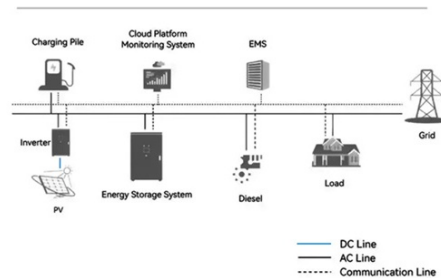 Charging Pile
Cloud Platform
Monitoring System
EMS
Inverter
Grid
PV
Energy Storage System
Diesel
Load
DC Line
AC Line
Communication Line